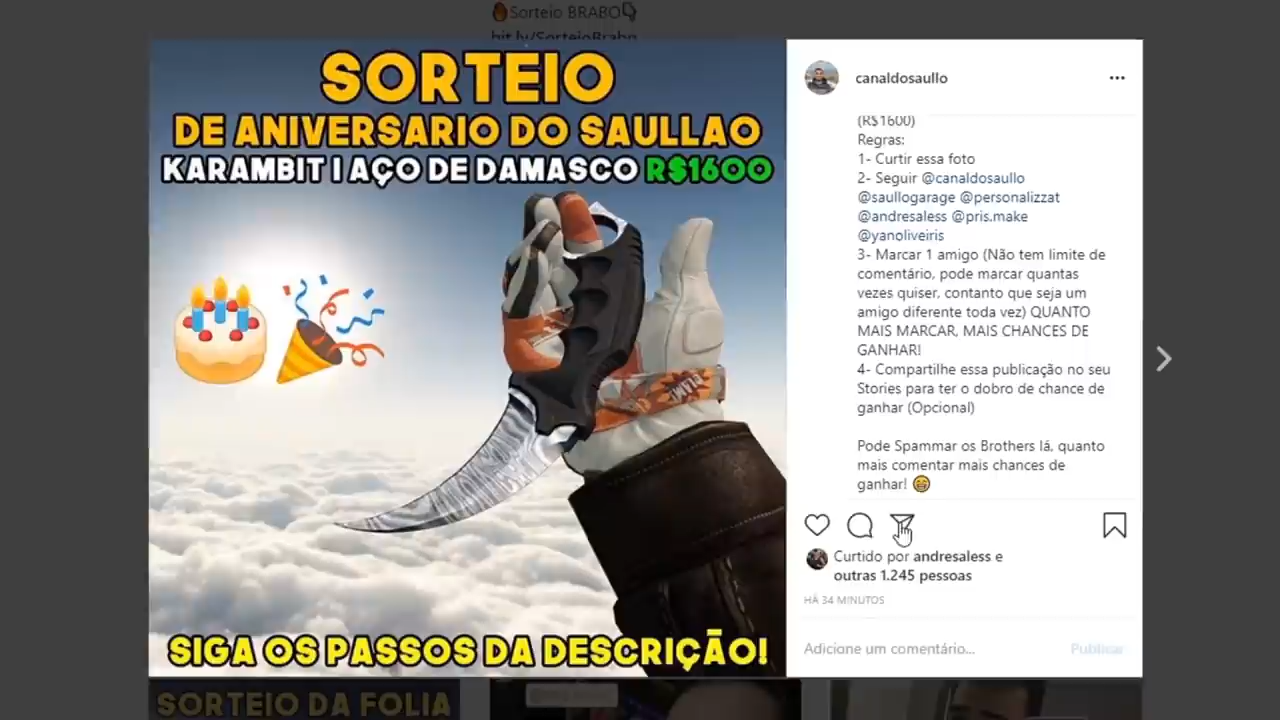 Sorteio BRABO
bit.ly/SorteioBrabo
SORTEIO
DE ANIVERSARIO DO SAULLAO
KARAMBIT | AÇO DE DAMASCO R$1600
SIGA OS PASSOS DA DESCRIÇÃO!
canaldosaullo
(R$1600)
Regras:
1- Curtir essa foto
2- Seguir @canaldosaullo
@saullogarage @personalizzat
@andresaless @pris.make
@yanoliveiris
3- Marcar 1 amigo (Não tem limite de
comentário, pode marcar quantas
vezes quiser, contanto que seja um
amigo diferente toda vez) QUANTO
MAIS MARCAR, MAIS CHANCES DE
GANHAR!
4- Compartilhe essa publicação no seu
Stories para ter o dobro de chance de
ganhar (Opcional)
Pode Spammar os Brothers lá, quanto
mais comentar mais chances de
ganhar!
Curtido por andresaless e
outras 1.245 pessoas
HÁ 34 MINUTOS
Adicione um comentário...
Publicar
SORTEIO DA FOLIA